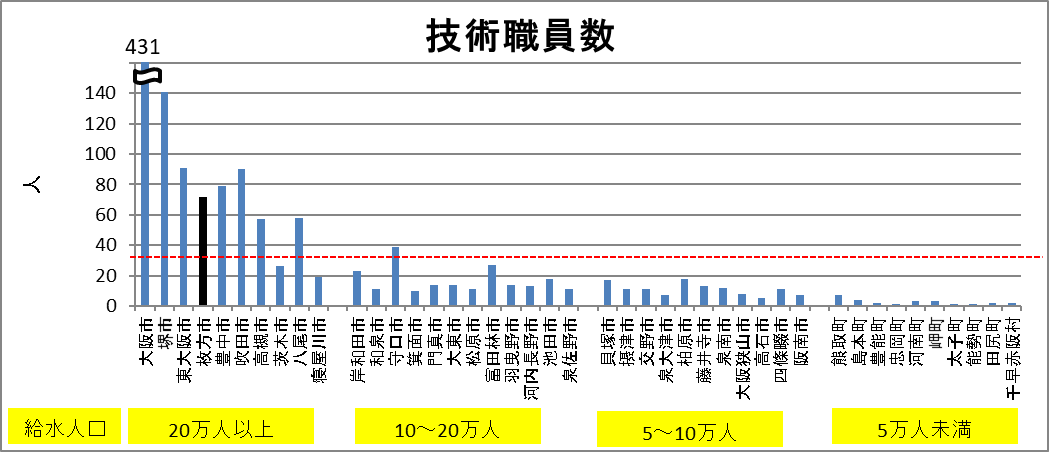 技術職員数
431
人
140
120
100
80
60
40
20
0
大阪市
堺市
東大阪市
枚方市
豊中市
吹田市
高槻市
茨木市
八尾市
寝屋川市
岸和田市
和泉市
守口市
箕面市
門真市
大東市
松原市
富田林市
羽曳野市
河内長野市
池田市
泉佐野市
貝塚市
摂津市
交野市
泉大津市
柏原市
藤井寺市
泉南市
大阪狭山市
高石市
四條畷市
阪南市
熊取町
島本町
豊能町
忠岡町
河南町
岬町
太子町
能勢町
田尻町
千早赤阪村
給水人口
20万人以上
10～20万人
5～10万人
5万人未満